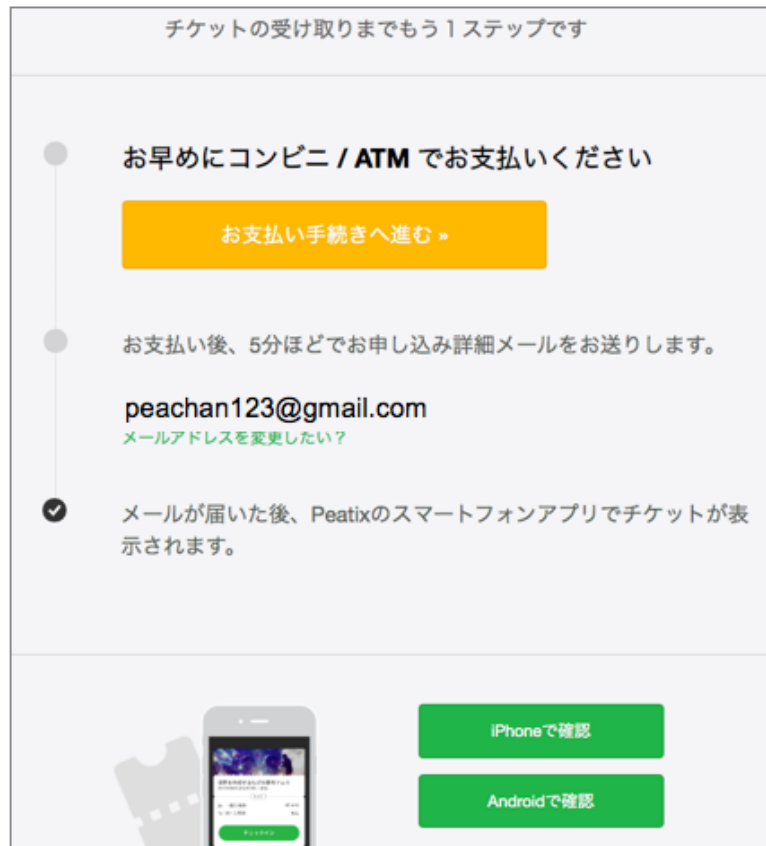 チケットの受け取りまでもう1ステップです
お早めにコンビニ / ATM でお支払いください
お支払い手続きへ進む »
お支払い後、5分ほどでお申し込み詳細メールをお送りします。
peachan123@gmail.com
メールアドレスを変更したい？
メールが届いた後、Peatixのスマートフォンアプリでチケットが表
示されます。
iPhoneで確認
Androidで確認